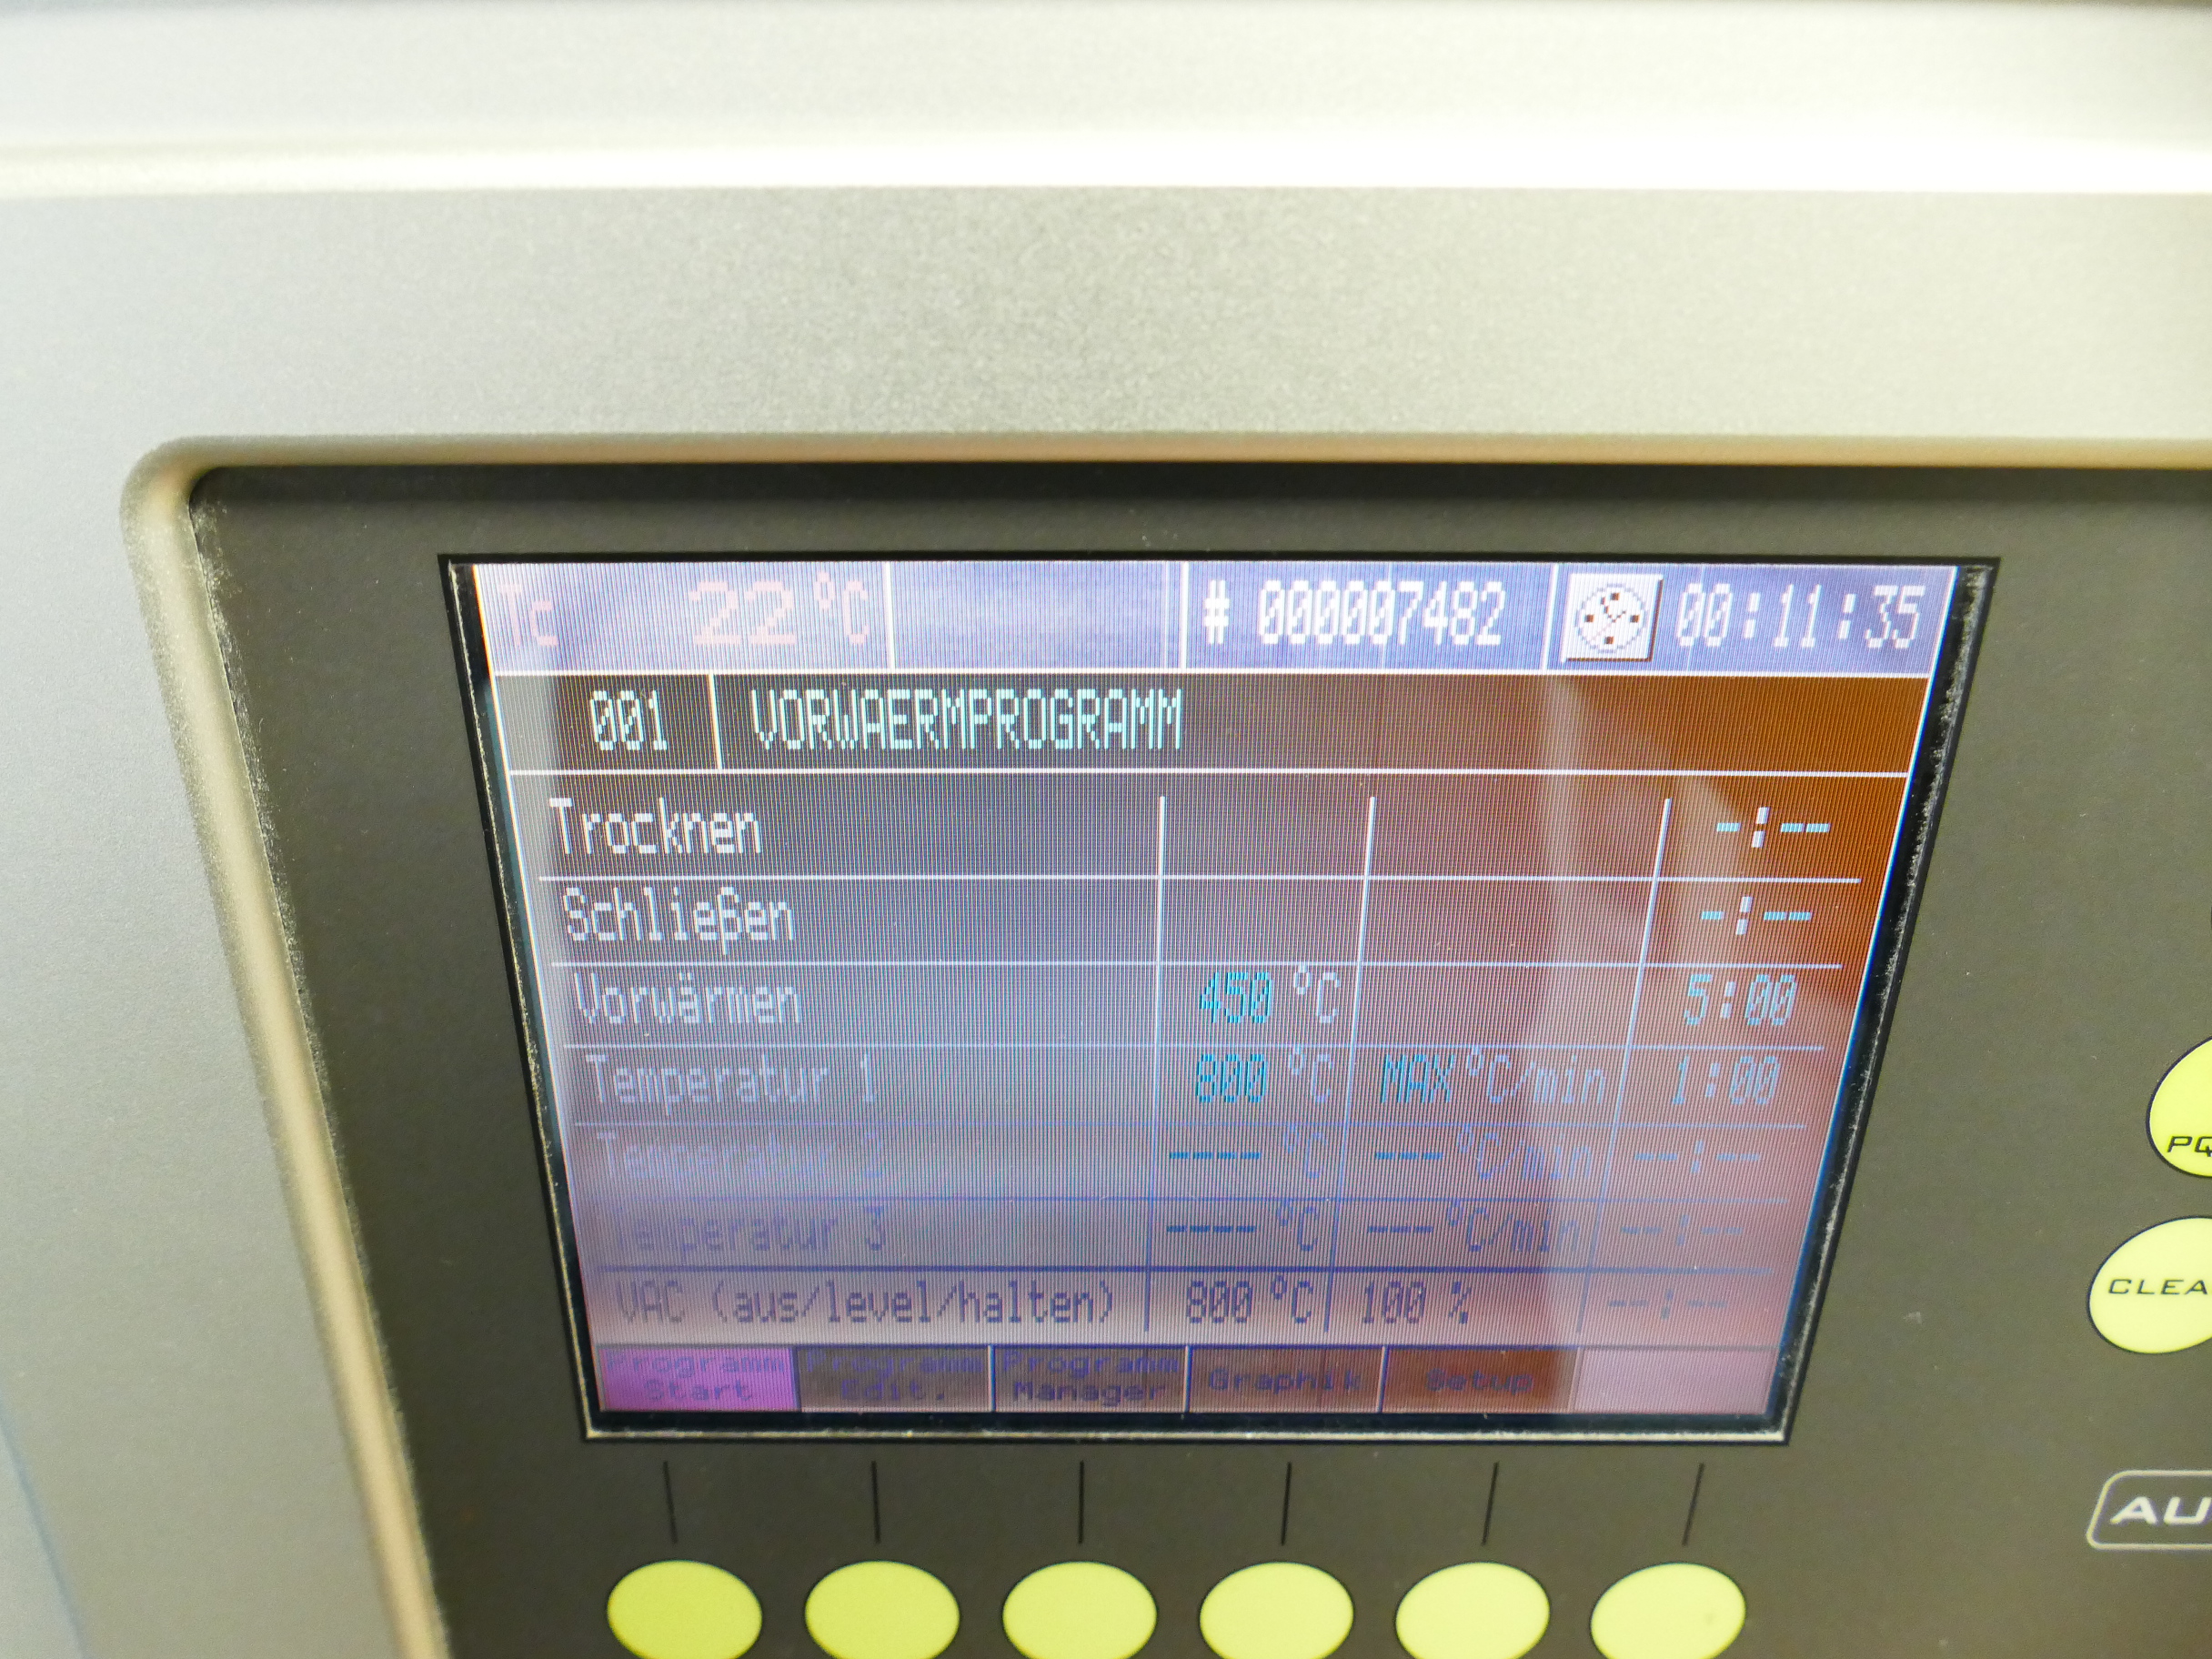 Tc 22 °C # 000007482 00:11:35
001 VORWAERMPROGRAMM
Trocknen -:--
Schließen -:--
Vorwärmen 450 °C 5:00
Temperatur 1 800 °C MAX °C/min 1:00
Temperatur 2 ---- °C --- °C/min --:--
Temperatur 3 ---- °C --- °C/min --:--
VAC (aus/level/halten) 800 °C 100 % --:--
Programm Start Programm Edit. Programm Manager Graphik Setup
PQ
CLEA
AU